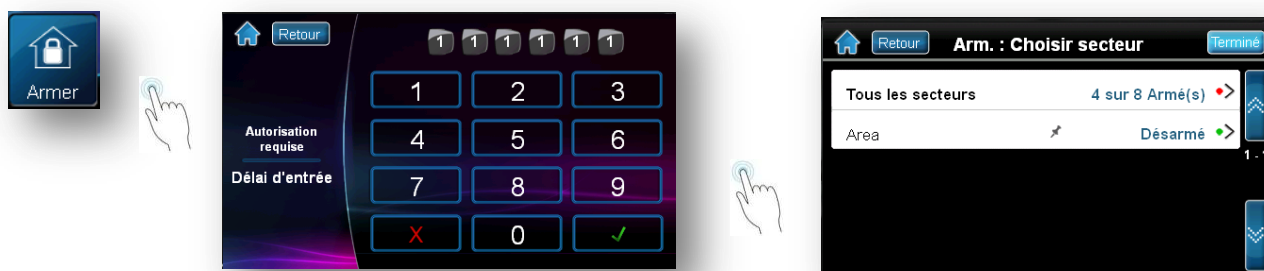 Armer
Retour
1 1 1 1 1 1
Autorisation
requise
Délai d'entrée
1 2 3
4 5 6
7 8 9
X 0
Retour Arm. : Choisir secteur Terminé
Tous les secteurs 4 sur 8 Armé(s) >
Area Désarmé >